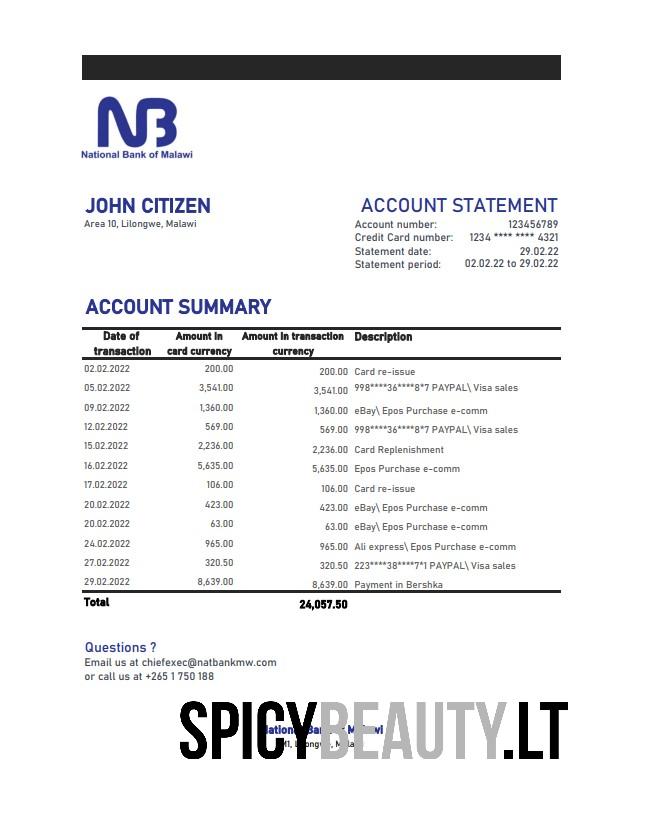 NB
National Bank of Malawi
JOHN CITIZEN
Area 10, Lilongwe, Malawi
ACCOUNT STATEMENT
Account number: 123456789
Credit Card number: 1234 **** **** 4321
Statement date: 29.02.22
Statement period: 02.02.22 to 29.02.22
ACCOUNT SUMMARY
Date of transaction Amount in card currency Amount in transaction currency Description
02.02.2022 200.00 200.00 Card re-issue
05.02.2022 3,541.00 3,541.00 998****36****8*7 PAYPAL\ Visa sales
09.02.2022 1,360.00 1,360.00 eBay\ Epos Purchase e-comm
12.02.2022 569.00 569.00 998****36****8*7 PAYPAL\ Visa sales
15.02.2022 2,236.00 2,236.00 Card Replenishment
16.02.2022 5,635.00 5,635.00 Epos Purchase e-comm
17.02.2022 106.00 106.00 Card re-issue
20.02.2022 423.00 423.00 eBay\ Epos Purchase e-comm
20.02.2022 63.00 63.00 eBay\ Epos Purchase e-comm
24.02.2022 965.00 965.00 Ali express\ Epos Purchase e-comm
27.02.2022 320.50 320.50 223****38****7*1 PAYPAL\ Visa sales
29.02.2022 8,639.00 8,639.00 Payment in Bershka
Total 24,057.50
Questions ?
Email us at chiefexec@natbankmw.com
or call us at +265 1 750 188
SPICYBEAUTY.LT